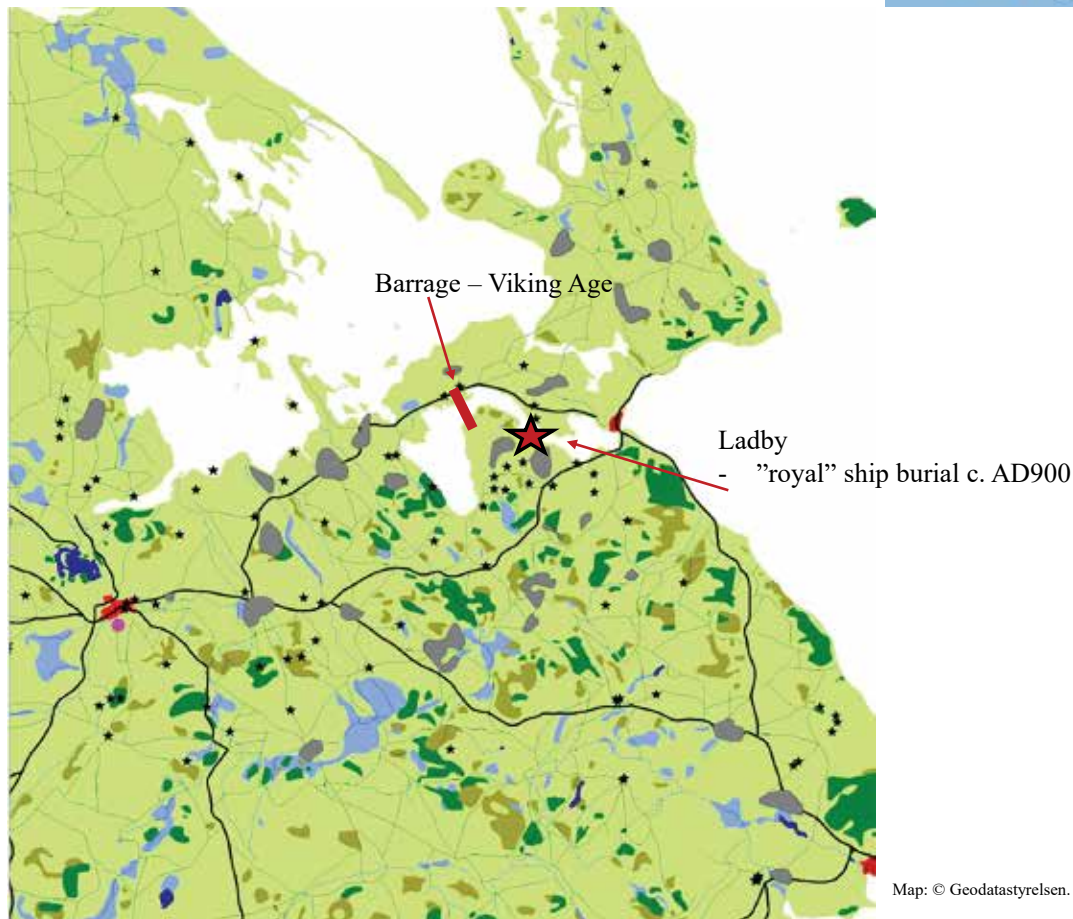 Barrage – Viking Age
Ladby
- ”royal” ship burial c. AD900
Map: © Geodatastyrelsen.